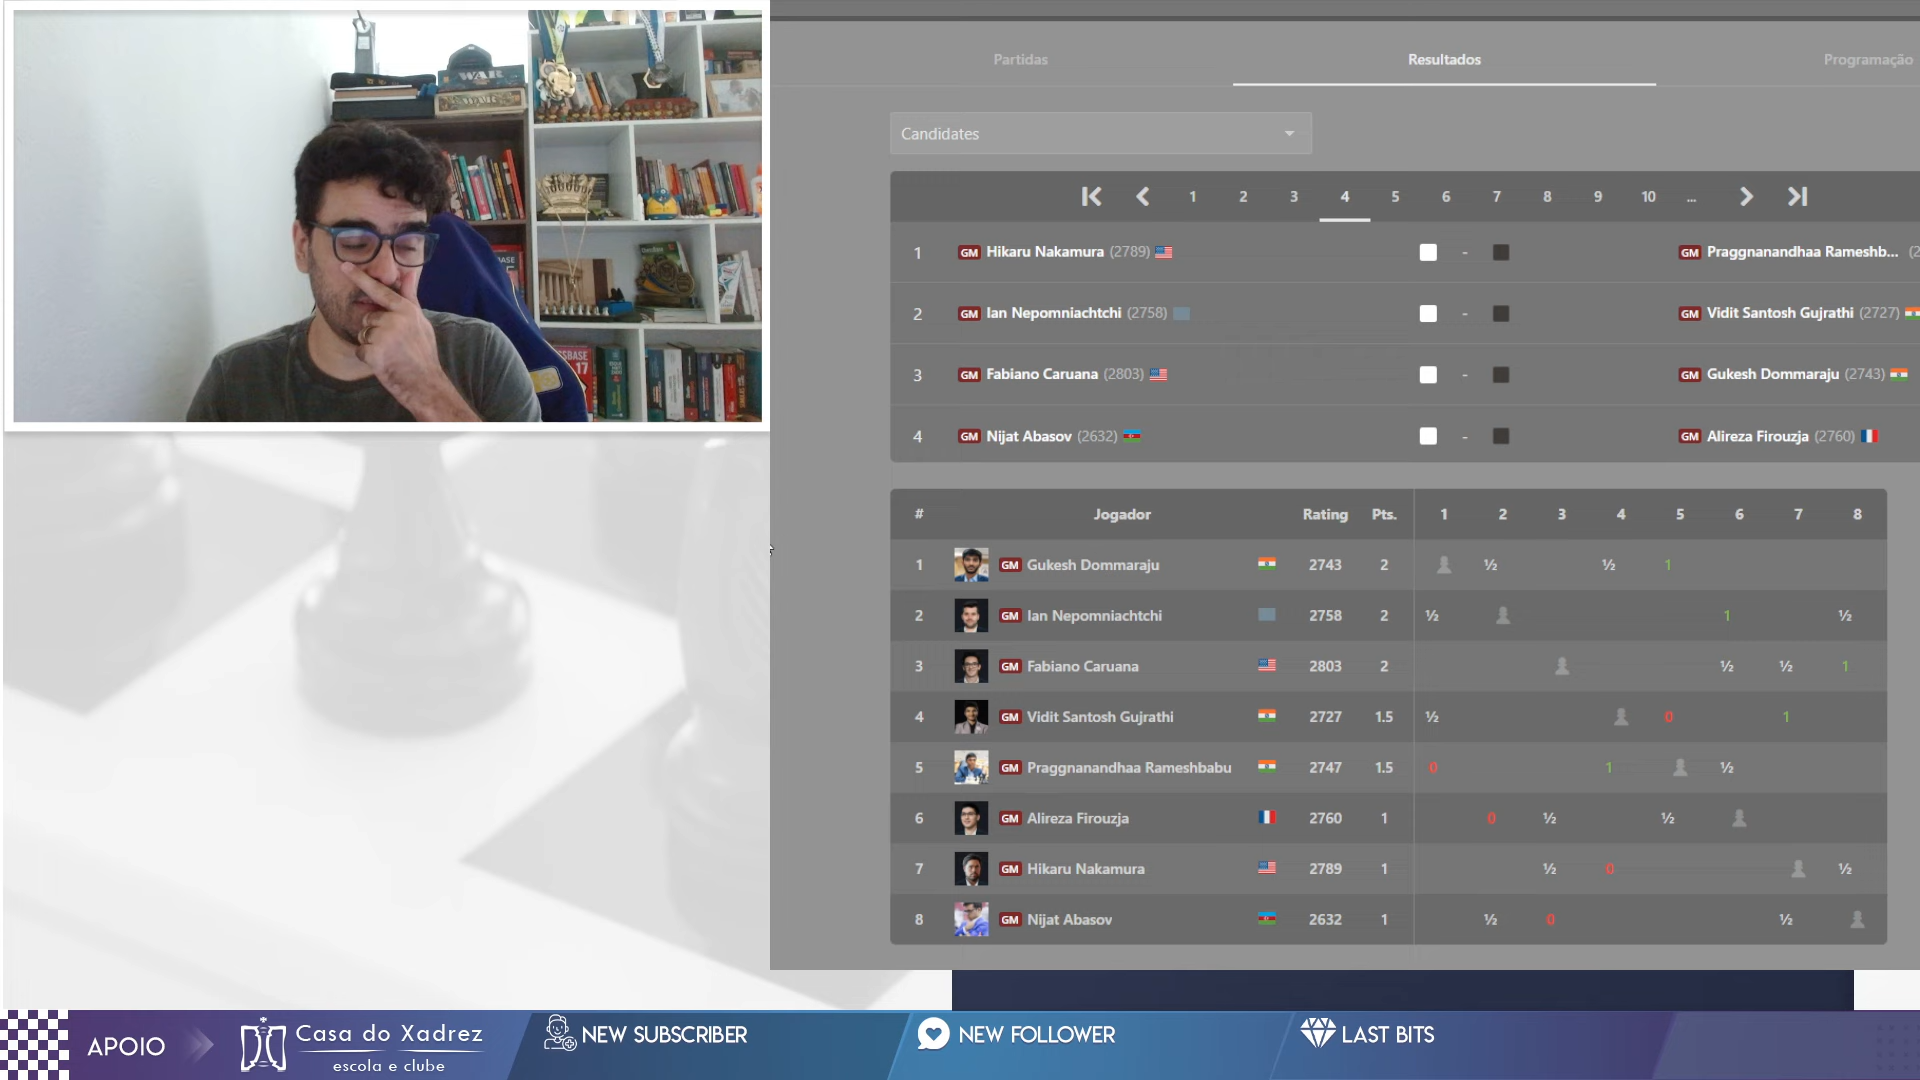 WAR
Partidas
Resultados
Programação
Candidates
1 2 3 4 5 6 7 8 9 10 ...
1 GM Hikaru Nakamura (2789) - GM Praggnanandhaa Rameshb... (2
2 GM Ian Nepomniachtchi (2758) - GM Vidit Santosh Gujrathi (2727)
3 GM Fabiano Caruana (2803) - GM Gukesh Dommaraju (2743)
4 GM Nijat Abasov (2632) - GM Alireza Firouzja (2760)
# Jogador Rating Pts. 1 2 3 4 5 6 7 8
1 GM Gukesh Dommaraju 2743 2 ½ ½ 1
2 GM Ian Nepomniachtchi 2758 2 ½ 1 ½
3 GM Fabiano Caruana 2803 2 ½ ½ 1
4 GM Vidit Santosh Gujrathi 2727 1.5 ½ 0 1
5 GM Praggnanandhaa Rameshbabu 2747 1.5 0 1 ½
6 GM Alireza Firouzja 2760 1 0 ½ ½
7 GM Hikaru Nakamura 2789 1 ½ 0 ½
8 GM Nijat Abasov 2632 1 ½ 0 ½
APOIO
Casa do Xadrez
escola e clube
NEW SUBSCRIBER
NEW FOLLOWER
LAST BITS